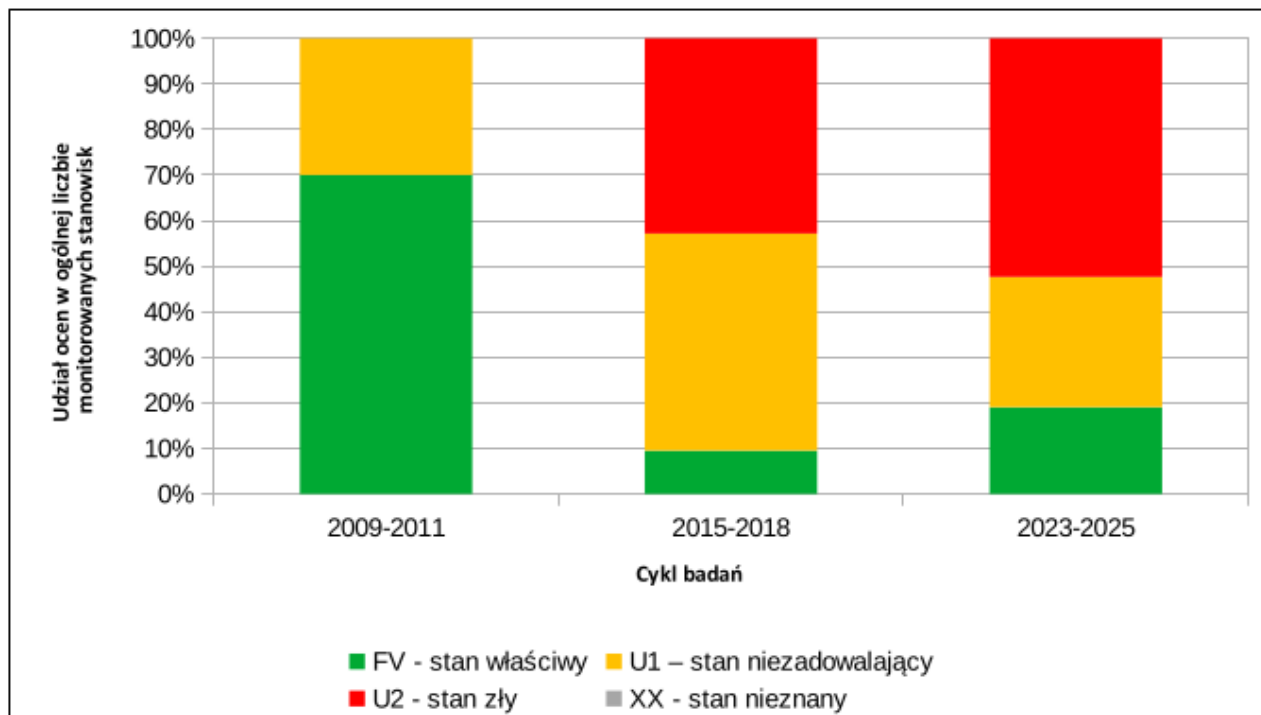 100%
90%
80%
70%
60%
50%
40%
30%
20%
10%
0%
Udział ocen w ogólnej liczbie
monitorowanych stanowisk
2009-2011 2015-2018 2023-2025
Cykl badań
FV - stan właściwy U1 – stan niezadowalający
U2 - stan zły XX - stan nieznany